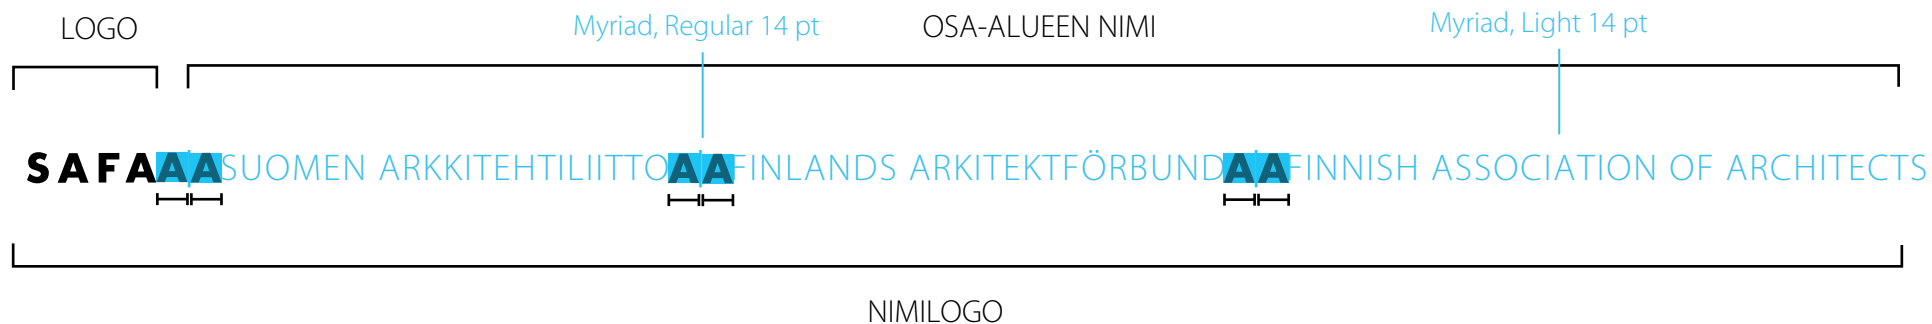 LOGO
Myriad, Regular 14 pt
OSA-ALUEEN NIMI
Myriad, Light 14 pt
SAFA AA SUOMEN ARKKITEHTILIITTO AA FINLANDS ARKITEKTFÖRBUND AA FINNISH ASSOCIATION OF ARCHITECTS
NIMILOGO